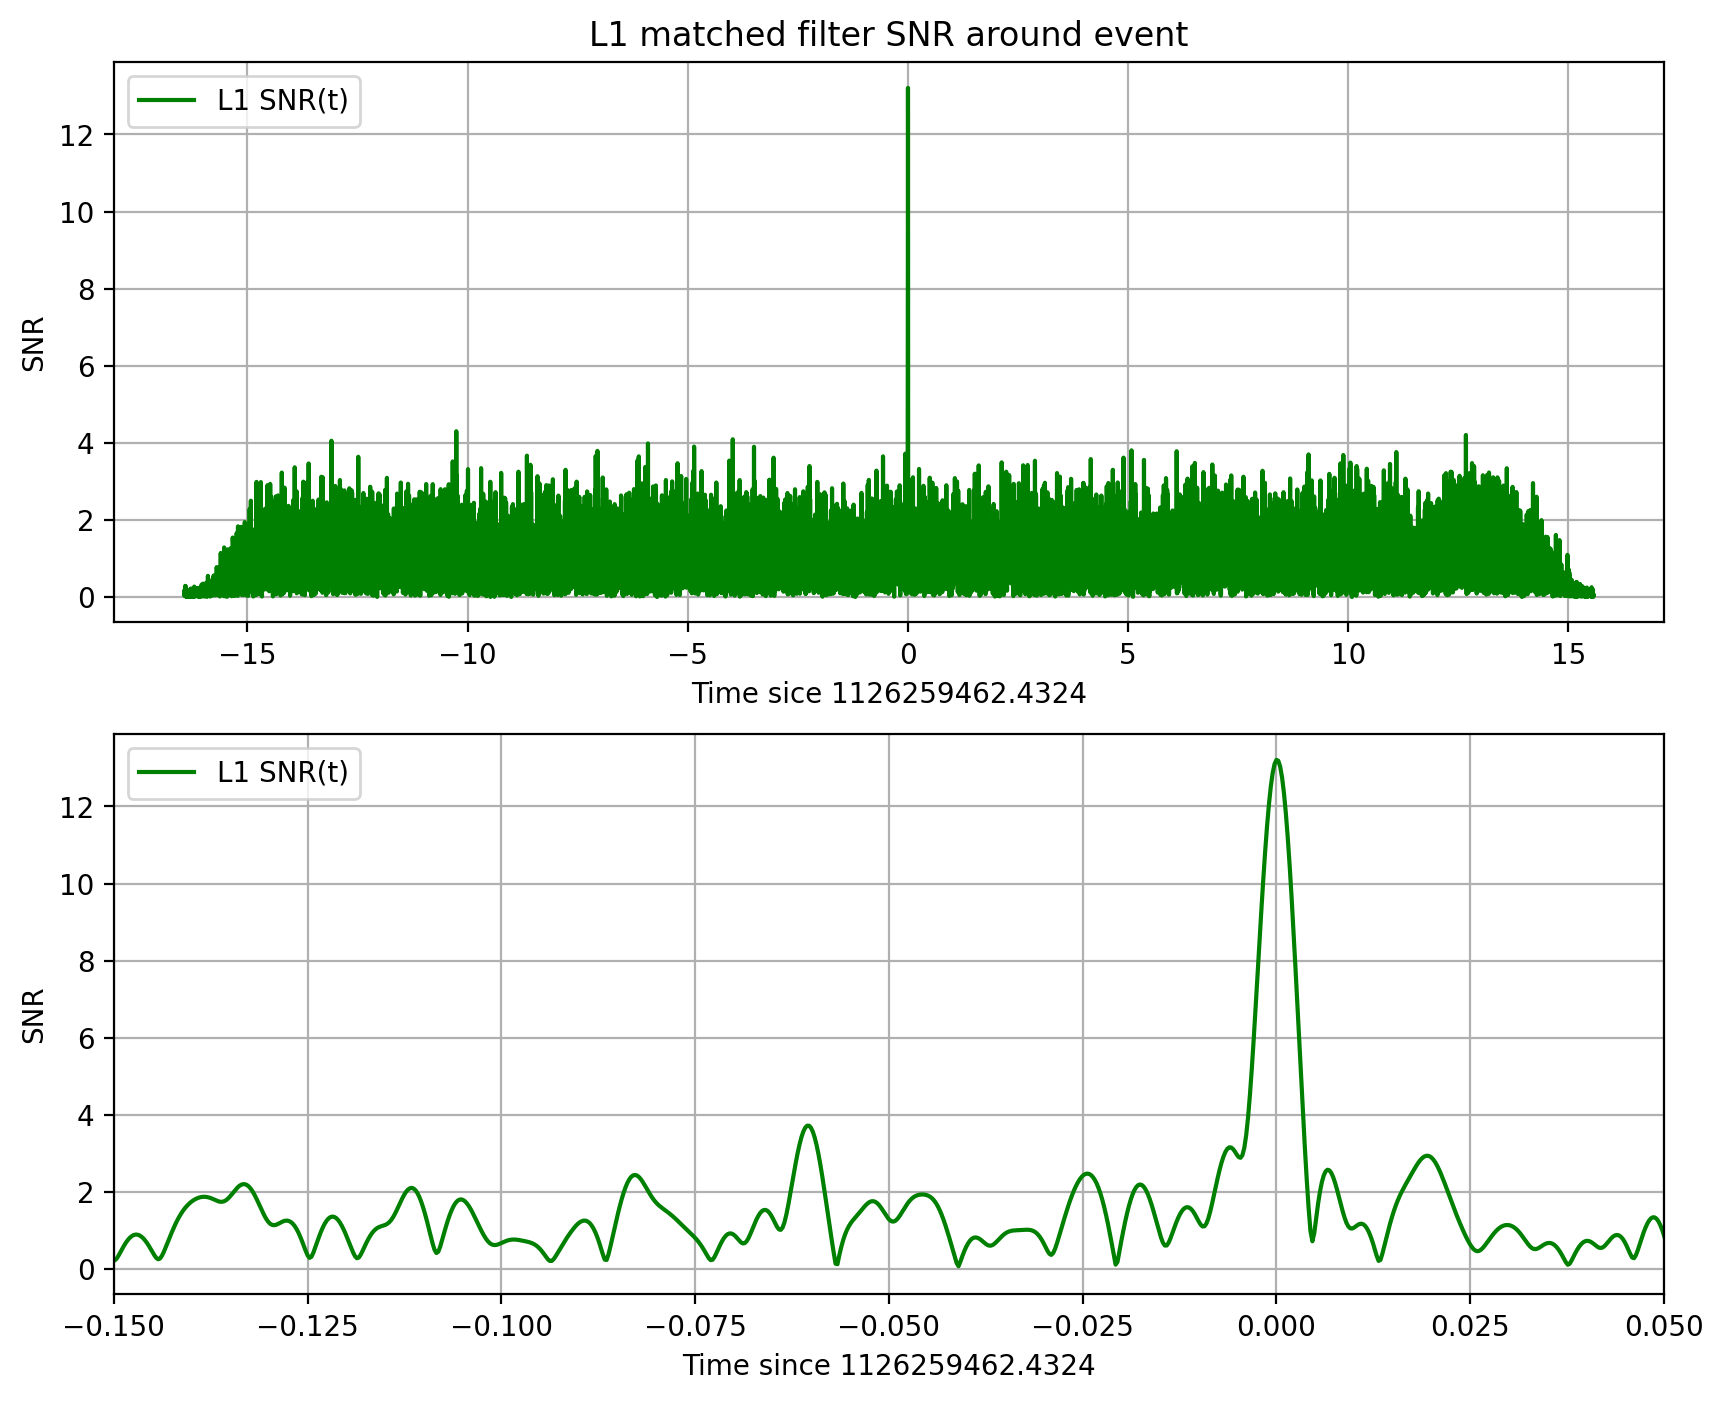 L1 matched filter SNR around event
L1 SNR(t)
12
10
8
6
4
2
0
SNR
−15 −10 −5 0 5 10 15
Time sice 1126259462.4324
L1 SNR(t)
12
10
8
6
4
2
0
SNR
−0.150 −0.125 −0.100 −0.075 −0.050 −0.025 0.000 0.025 0.050
Time since 1126259462.4324